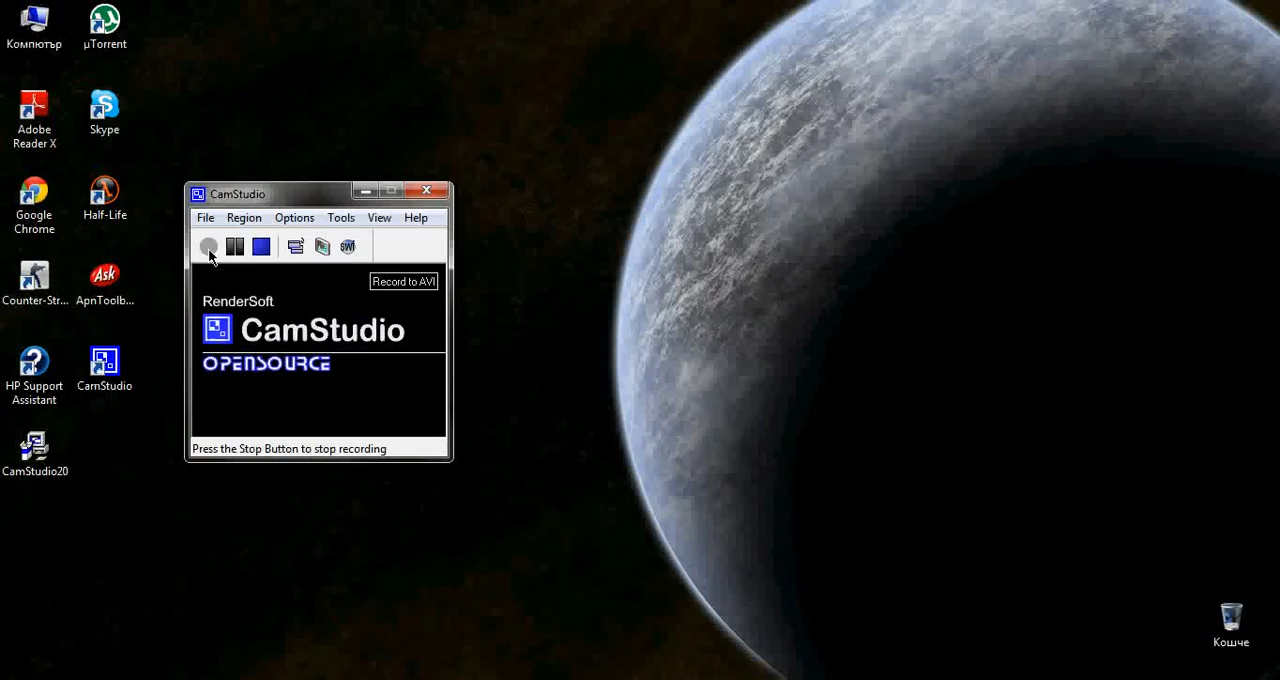 Компютър
µTorrent
Adobe
Reader X
Skype
Google
Chrome
Half-Life
Counter-Str...
ApnToolb...
HP Support
Assistant
CamStudio
CamStudio20
CamStudio
File Region Options Tools View Help
Record to AVI
RenderSoft
CamStudio
OPENSOURCE
Press the Stop Button to stop recording
Кошче